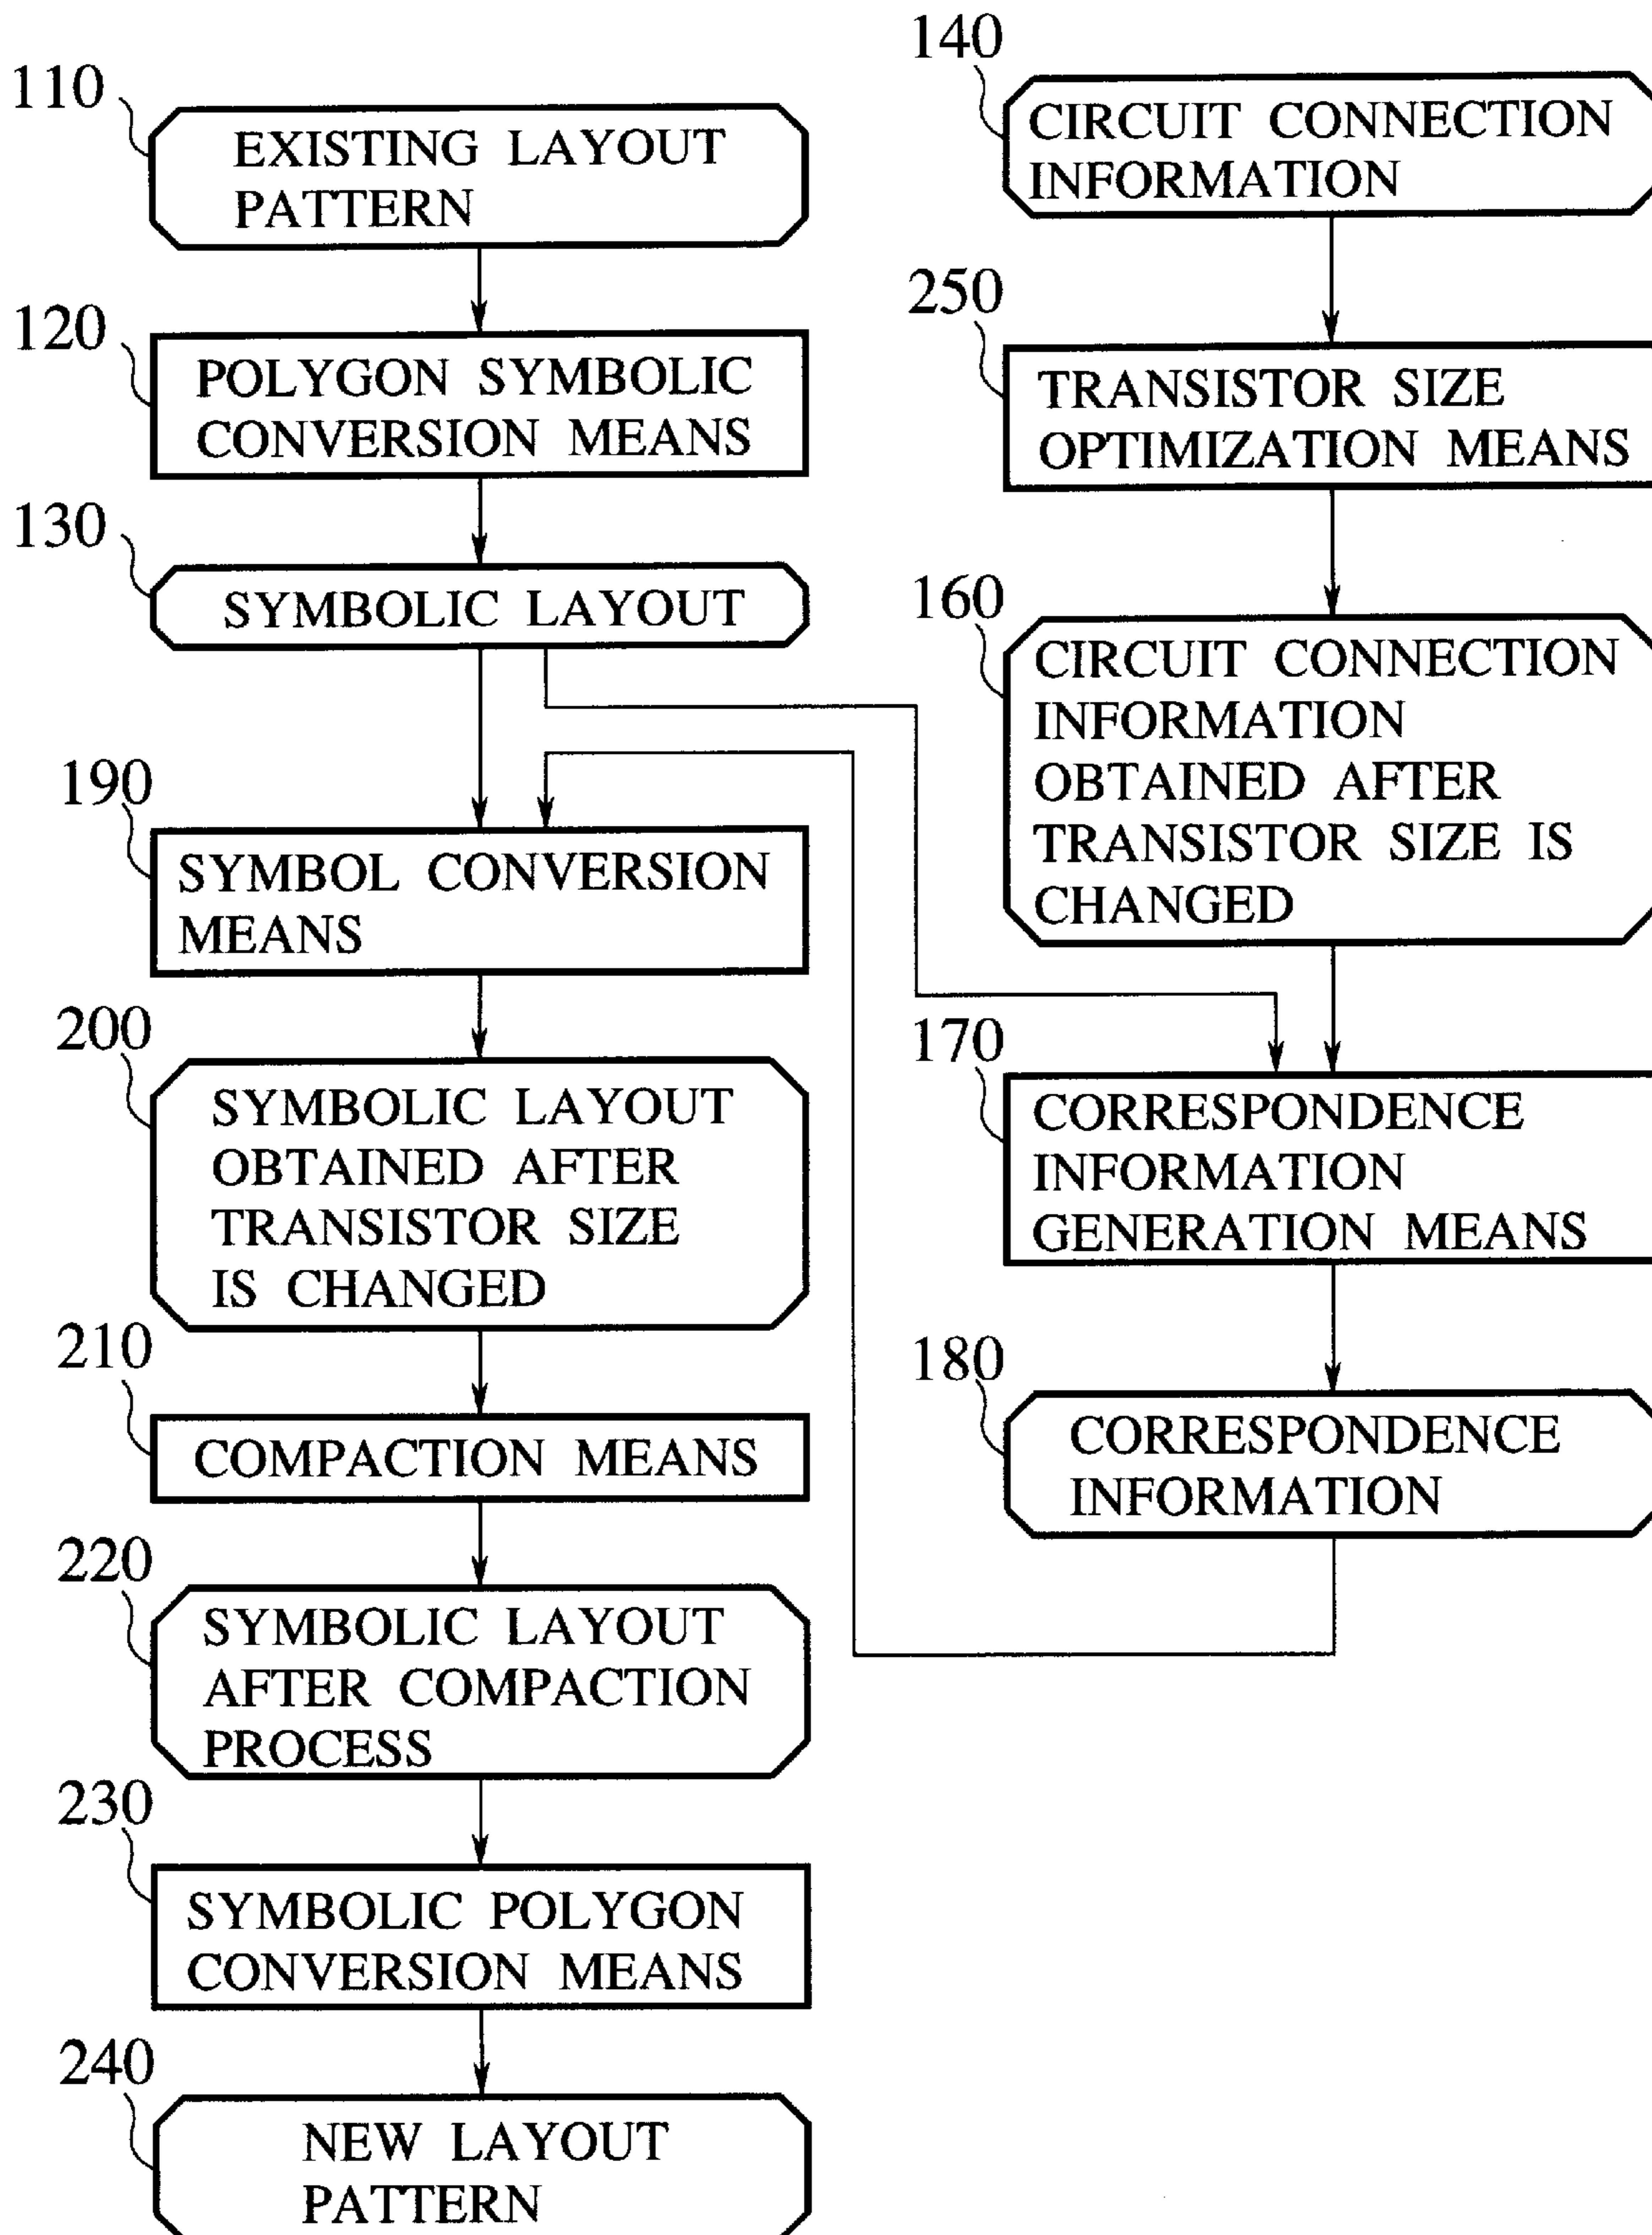 110
EXISTING LAYOUT
PATTERN
120
POLYGON SYMBOLIC
CONVERSION MEANS
130
SYMBOLIC LAYOUT
190
SYMBOL CONVERSION
MEANS
200
SYMBOLIC LAYOUT
OBTAINED AFTER
TRANSISTOR SIZE
IS CHANGED
210
COMPACTION MEANS
220
SYMBOLIC LAYOUT
AFTER COMPACTION
PROCESS
230
SYMBOLIC POLYGON
CONVERSION MEANS
240
NEW LAYOUT
PATTERN
140
CIRCUIT CONNECTION
INFORMATION
250
TRANSISTOR SIZE
OPTIMIZATION MEANS
160
CIRCUIT CONNECTION
INFORMATION
OBTAINED AFTER
TRANSISTOR SIZE IS
CHANGED
170
CORRESPONDENCE
INFORMATION
GENERATION MEANS
180
CORRESPONDENCE
INFORMATION